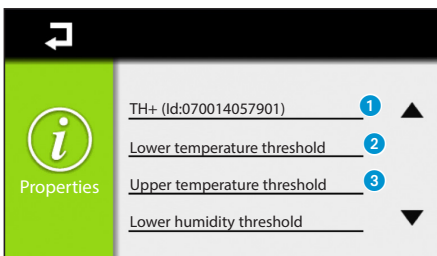 TH+ (Id:070014057901) 1
Lower temperature threshold 2
Upper temperature threshold 3
Lower humidity threshold
i
Properties